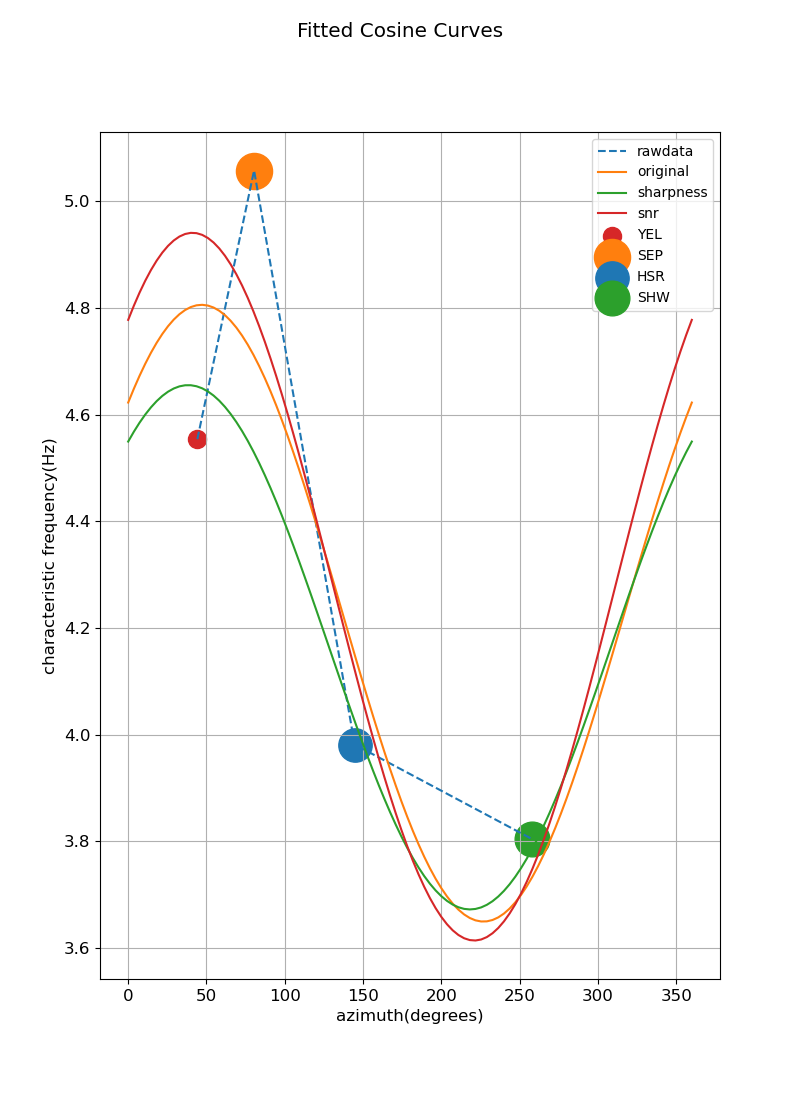 Fitted Cosine Curves
rawdata
original
sharpness
snr
YEL
SEP
HSR
SHW
characteristic frequency(Hz)
5.0
4.8
4.6
4.4
4.2
4.0
3.8
3.6
0 50 100 150 200 250 300 350
azimuth(degrees)